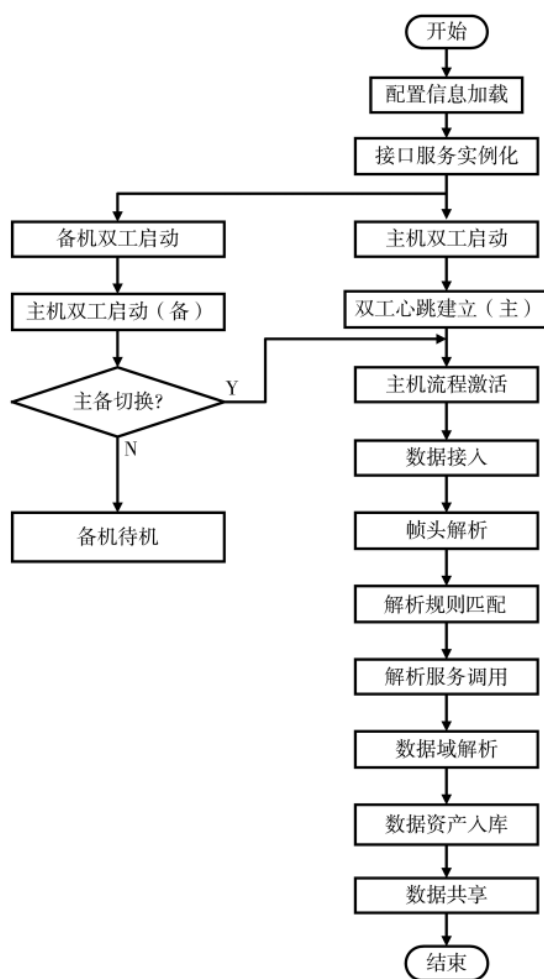 开始
配置信息加载
接口服务实例化
备机双工启动
主机双工启动
主机双工启动（备）
双工心跳建立（主）
主备切换?
Y
主机流程激活
N
数据接入
备机待机
帧头解析
解析规则匹配
解析服务调用
数据域解析
数据资产入库
数据共享
结束